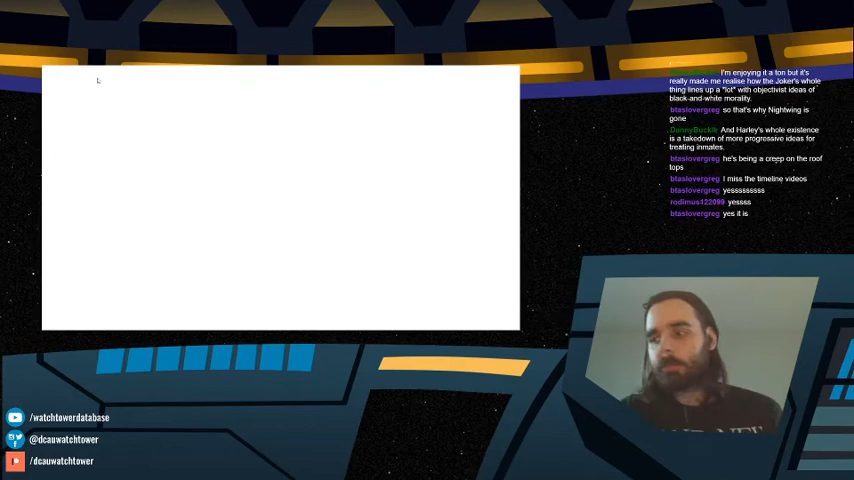 I'm enjoying it a ton but it's
really made me realise how the Joker's whole
thing lines up a *lot* with objectivist ideas of
black-and-white morality.
btaslovergreg so that's why Nightwing is
gone
DannyBuckik And Harley's whole existence
is a takedown of more progressive ideas for
treating inmates.
btaslovergreg he's being a creep on the roof
tops
btaslovergreg I miss the timeline videos
btaslovergreg yesssssssss
rodimus122099 yessss
btaslovergreg yes it is
/watchtowerdatabase
@dcauwatchtower
/dcauwatchtower